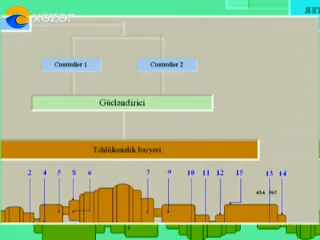 xəzər
Controller 1 Controller 2
Gücləndirici
Təhlükəsizlik baryeri
2 4 5 8 6 7 9 10 11 12 15 13 14